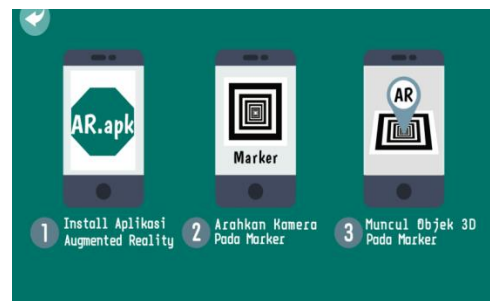 AR.apk
Marker
AR
1 Install Aplikasi
Augmented Reality
2 Arahkan Kamera
Pada Marker
3 Muncul Objek 3D
Pada Marker